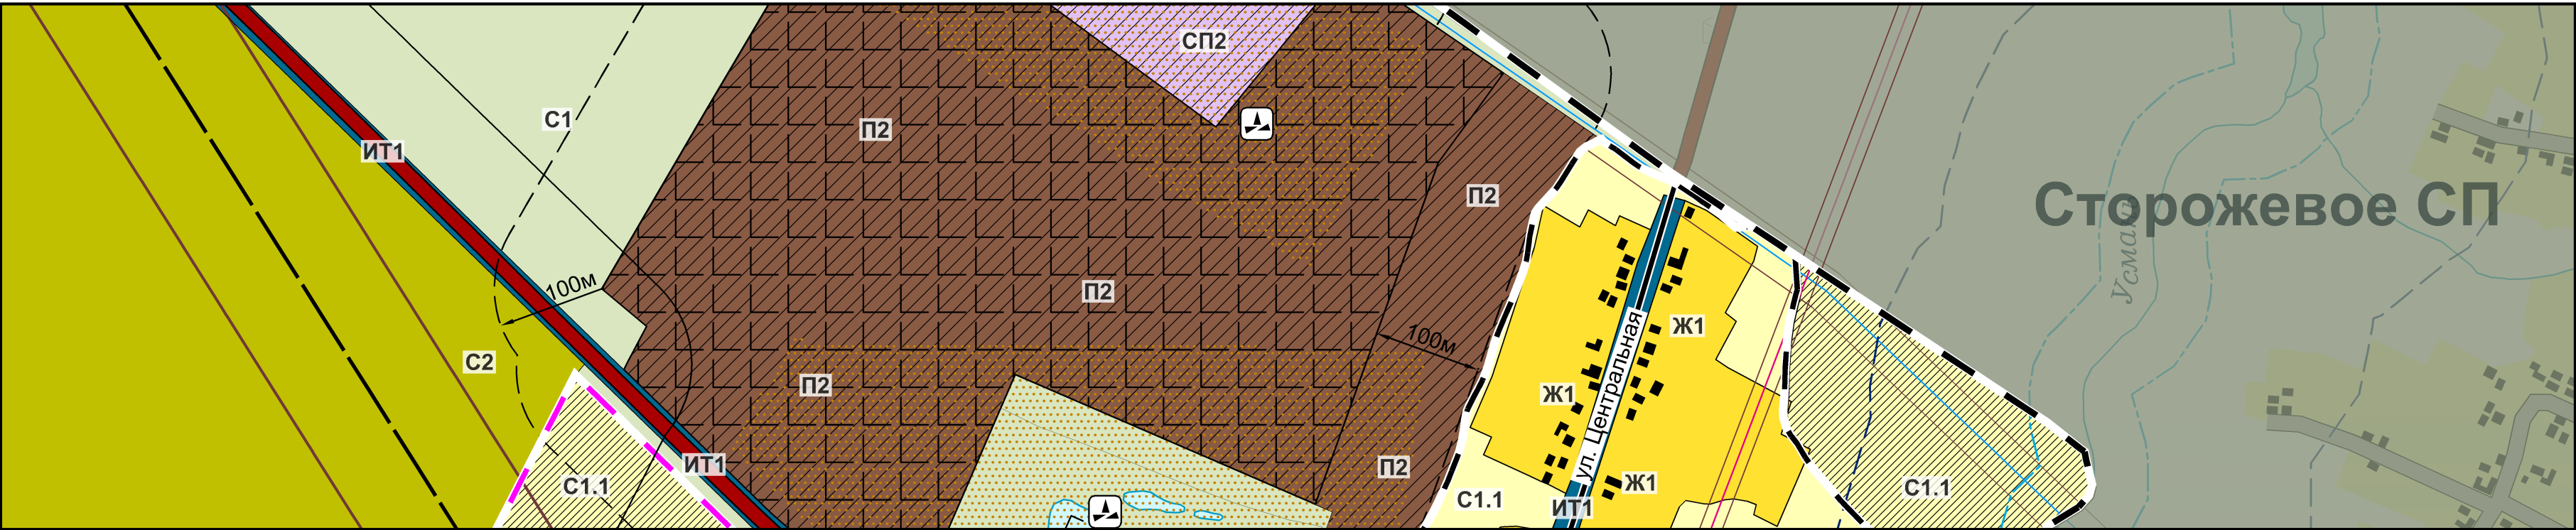 СП2
С1
П2
ИТ1
П2
Сторожевое СП
Усмань
100м
П2
Ж1
100м
С2
П2
Ж1
ул. Центральная
ИТ1
П2
С1.1
Ж1
С1.1
С1.1
ИТ1